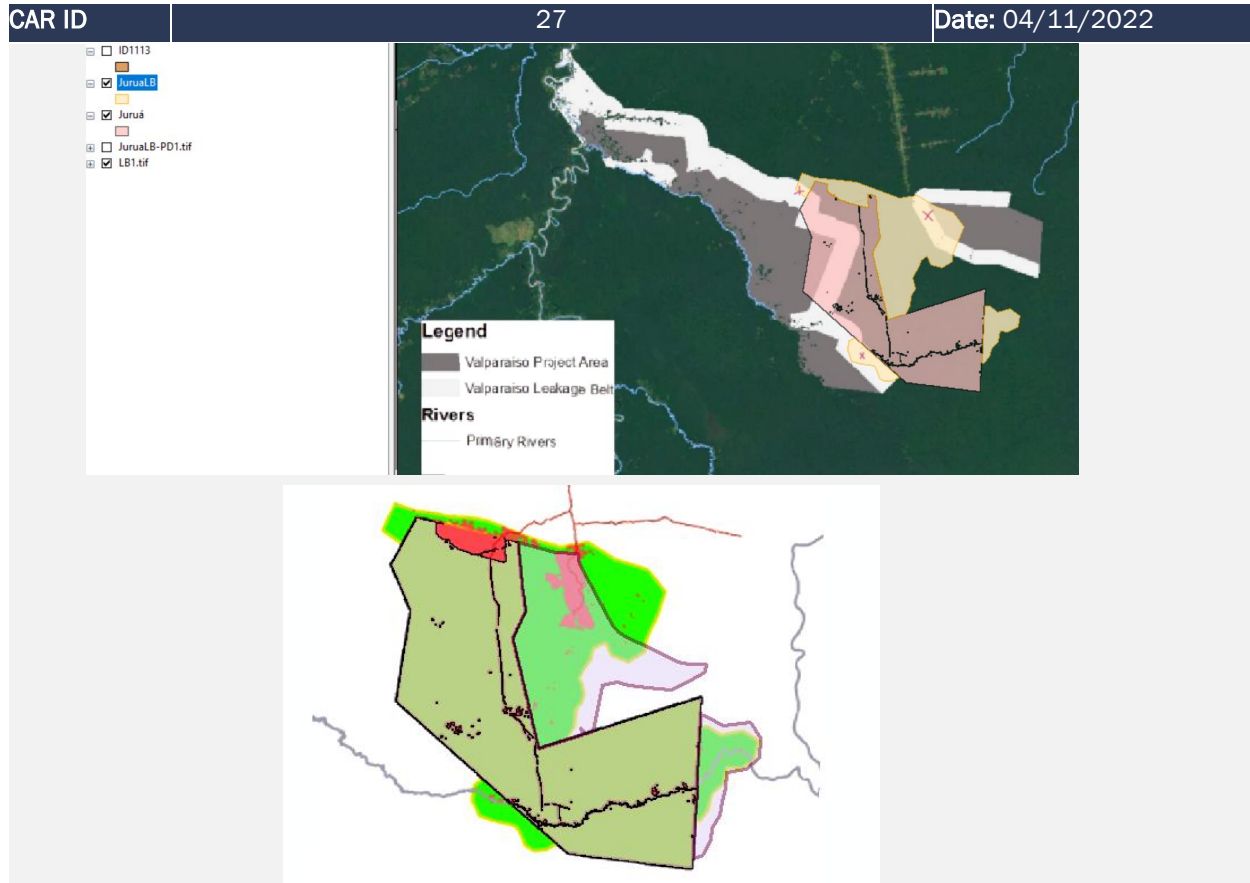 CAR ID 27 Date: 04/11/2022
ID1113
JuruaLB
Juruá
JuruaLB-PD1.tif
LB1.tif
Legend
Valparaiso Project Area
Valparaiso Leakage Belt
Rivers
Primary Rivers